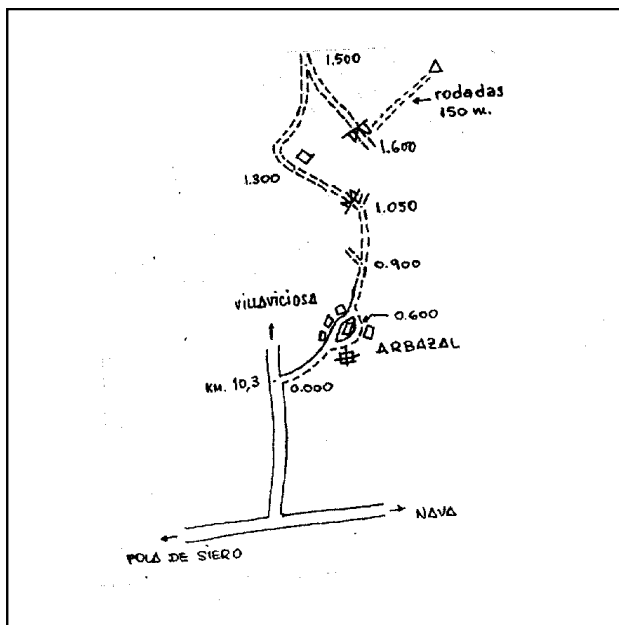 1.500
rodadas
150 m.
1.600
1.300
1.050
0.900
VILLAVICIOSA
0.600
ARBAZAL
KM. 10,3
0.000
NAVA
POLA DE SIERO